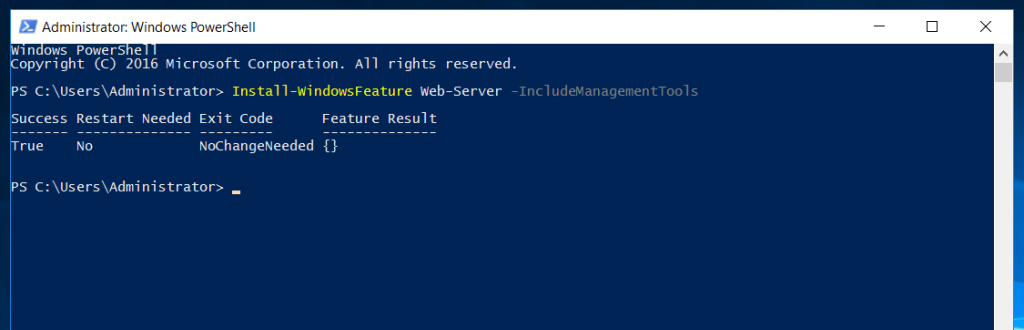 Administrator: Windows PowerShell
Windows PowerShell
Copyright (C) 2016 Microsoft Corporation. All rights reserved.
PS C:\Users\Administrator> Install-WindowsFeature Web-Server -IncludeManagementTools
Success Restart Needed Exit Code      Feature Result
------- -------------- ---------      --------------
True    No             NoChangeNeeded {}
PS C:\Users\Administrator>